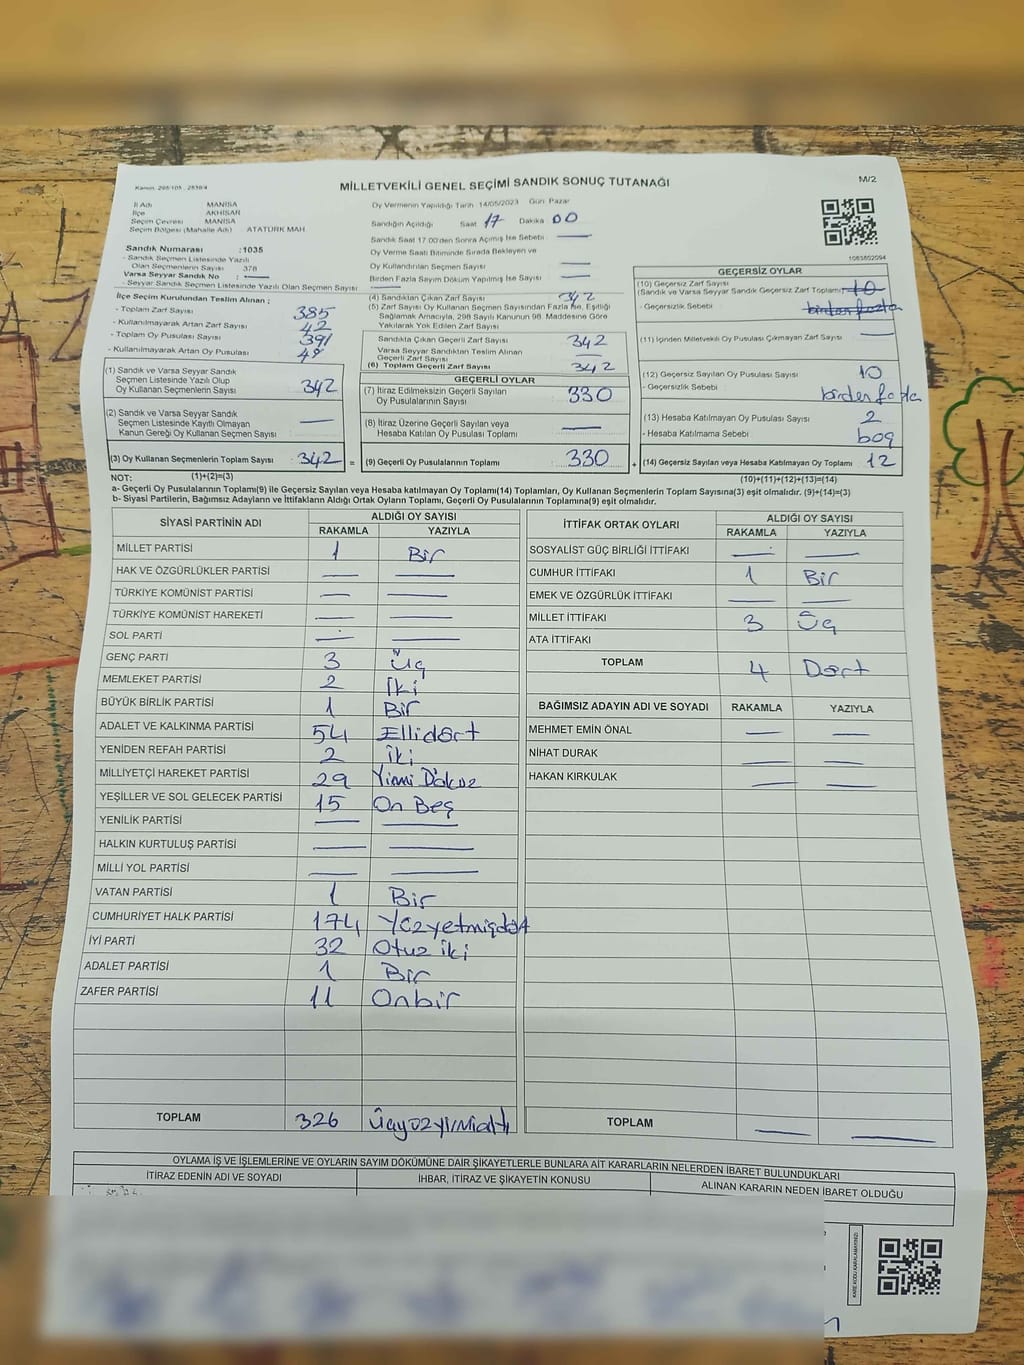 Kanun. 298/105 , 2839/4
MİLLETVEKİLİ GENEL SEÇİMİ SANDIK SONUÇ TUTANAĞI
M/2
İl Adı MANİSA
İlçe AKHİSAR
Seçim Çevresi MANİSA
Seçim Bölgesi (Mahalle Adı) ATATÜRK MAH.
Sandık Numarası :1035
- Sandık Seçmen Listesinde Yazılı
Olan Seçmenlerin Sayısı 378
Varsa Seyyar Sandık No : —
- Seyyar Sandık Seçmen Listesinde Yazılı Olan Seçmen Sayısı —
Oy Vermenin Yapıldığı Tarih 14/05/2023 Gün Pazar
Sandığın Açıldığı Saat 17 Dakika 00
Sandık Saat 17:00'den Sonra Açılmış İse Sebebi —
Oy Verme Saati Bitiminde Sırada Bekleyen ve
Oy Kullandırılan Seçmen Sayısı —
Birden Fazla Sayım Döküm Yapılmış İse Sayısı —
1083802094
İlçe Seçim Kurulundan Teslim Alınan ;
- Toplam Zarf Sayısı 385
- Kullanılmayarak Artan Zarf Sayısı 42
- Toplam Oy Pusulası Sayısı 391
- Kullanılmayarak Artan Oy Pusulası
(1) Sandık ve Varsa Seyyar Sandık
Seçmen Listesinde Yazılı Olup
Oy Kullanan Seçmenlerin Sayısı 342
(2) Sandık ve Varsa Seyyar Sandık
Seçmen Listesinde Kayıtlı Olmayan
Kanun Gereği Oy Kullanan Seçmen Sayısı —
(3) Oy Kullanan Seçmenlerin Toplam Sayısı 342 =
(1)+(2)=(3)
(4) Sandıktan Çıkan Zarf Sayısı 342
(5) Zarf Sayısı Oy Kullanan Seçmen Sayısından Fazla İse, Eşitliği
Sağlamak Amacıyla, 298 Sayılı Kanunun 98. Maddesine Göre
Yakılarak Yok Edilen Zarf Sayısı
Sandıkta Çıkan Geçerli Zarf Sayısı 342
Varsa Seyyar Sandıktan Teslim Alınan
Geçerli Zarf Sayısı —
(6) Toplam Geçerli Zarf Sayısı 342
GEÇERLİ OYLAR
(7) İtiraz Edilmeksizin Geçerli Sayılan
Oy Pusulalarının Sayısı 330
(8) İtiraz Üzerine Geçerli Sayılan veya
Hesaba Katılan Oy Pusulası Toplamı —
(9) Geçerli Oy Pusulalarının Toplamı 330 +
GEÇERSİZ OYLAR
(10) Geçersiz Zarf Sayısı
(Sandık ve Varsa Seyyar Sandık Geçersiz Zarf Toplamı) 10
- Geçersizlik Sebebi birden fazla
(11) İçinden Milletvekili Oy Pusulası Çıkmayan Zarf Sayısı —
(12) Geçersiz Sayılan Oy Pusulası Sayısı 10
- Geçersizlik Sebebi birden fazla
(13) Hesaba Katılmayan Oy Pusulası Sayısı 2
- Hesaba Katılmama Sebebi boş
(14) Geçersiz Sayılan veya Hesaba Katılmayan Oy Toplamı 12
(10)+(11)+(12)+(13)=(14)
NOT:
a- Geçerli Oy Pusulalarının Toplamı(9) ile Geçersiz Sayılan veya Hesaba katılmayan Oy Toplamı(14) Toplamları, Oy Kullanan Seçmenlerin Toplam Sayısına(3) eşit olmalıdır. (9)+(14)=(3)
b- Siyasi Partilerin, Bağımsız Adayların ve İttifakların Aldığı Ortak Oyların Toplamı, Geçerli Oy Pusulalarının Toplamına(9) eşit olmalıdır.
SİYASİ PARTİNİN ADI ALDIĞI OY SAYISI
RAKAMLA YAZIYLA
MİLLET PARTİSİ 1 Bir
HAK VE ÖZGÜRLÜKLER PARTİSİ — —
TÜRKİYE KOMÜNİST PARTİSİ — —
TÜRKİYE KOMÜNİST HAREKETİ — —
SOL PARTİ — —
GENÇ PARTİ 3 Üç
MEMLEKET PARTİSİ 2 İki
BÜYÜK BİRLİK PARTİSİ 1 Bir
ADALET VE KALKINMA PARTİSİ 54 Ellidört
YENİDEN REFAH PARTİSİ 2 iki
MİLLİYETÇİ HAREKET PARTİSİ 29 Yirmi Dokuz
YEŞİLLER VE SOL GELECEK PARTİSİ 15 On Beş
YENİLİK PARTİSİ — —
HALKIN KURTULUŞ PARTİSİ — —
MİLLİ YOL PARTİSİ — —
VATAN PARTİSİ 1 Bir
CUMHURİYET HALK PARTİSİ 174 Yüzyetmişdört
İYİ PARTİ 32 Otuz iki
ADALET PARTİSİ 1 Bir
ZAFER PARTİSİ 11 Onbir
TOPLAM 326 Üçyüzyirmialtı
İTTİFAK ORTAK OYLARI ALDIĞI OY SAYISI
RAKAMLA YAZIYLA
SOSYALİST GÜÇ BİRLİĞİ İTTİFAKI — —
CUMHUR İTTİFAKI 1 Bir
EMEK VE ÖZGÜRLÜK İTTİFAKI — —
MİLLET İTTİFAKI 3 Üç
ATA İTTİFAKI
TOPLAM 4 Dört
BAĞIMSIZ ADAYIN ADI VE SOYADI RAKAMLA YAZIYLA
MEHMET EMİN ÖNAL — —
NİHAT DURAK — —
HAKAN KIRKULAK — —
TOPLAM — —
OYLAMA İŞ VE İŞLEMLERİNE VE OYLARIN SAYIM DÖKÜMÜNE DAİR ŞİKAYETLERLE BUNLARA AİT KARARLARIN NELERDEN İBARET BULUNDUKLARI
İTİRAZ EDENİN ADI VE SOYADI İHBAR, İTİRAZ VE ŞİKAYETİN KONUSU ALINAN KARARIN NEDEN İBARET OLDUĞU